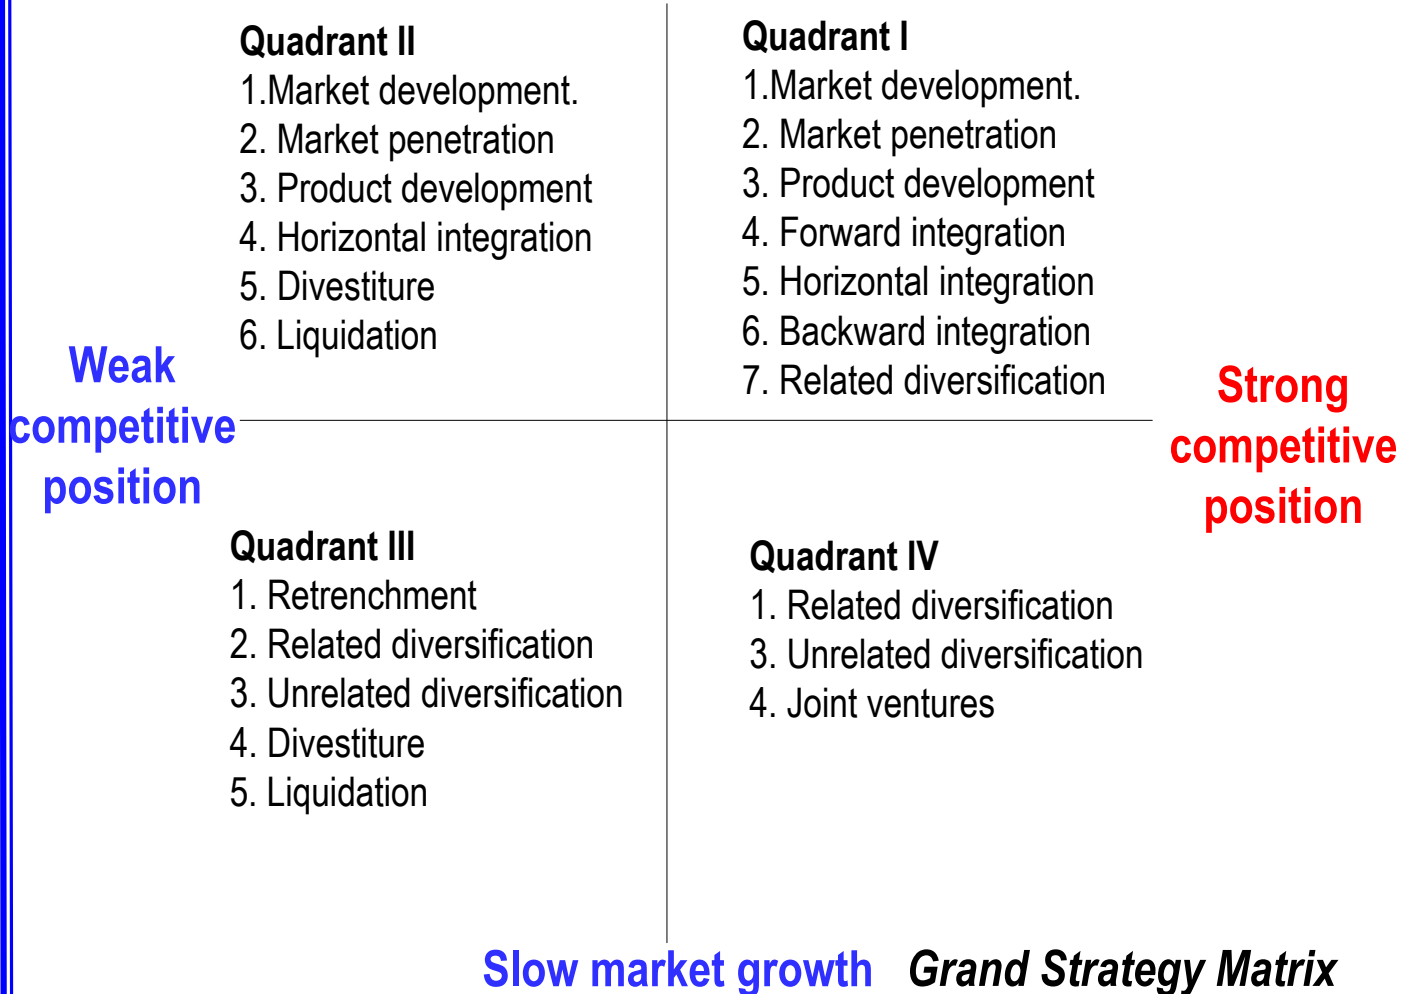 Quadrant II
1.Market development.
2. Market penetration
3. Product development
4. Horizontal integration
5. Divestiture
6. Liquidation
Quadrant I
1.Market development.
2. Market penetration
3. Product development
4. Forward integration
5. Horizontal integration
6. Backward integration
7. Related diversification
Weak
competitive
position
Strong
competitive
position
Quadrant III
1. Retrenchment
2. Related diversification
3. Unrelated diversification
4. Divestiture
5. Liquidation
Quadrant IV
1. Related diversification
3. Unrelated diversification
4. Joint ventures
Slow market growth
Grand Strategy Matrix